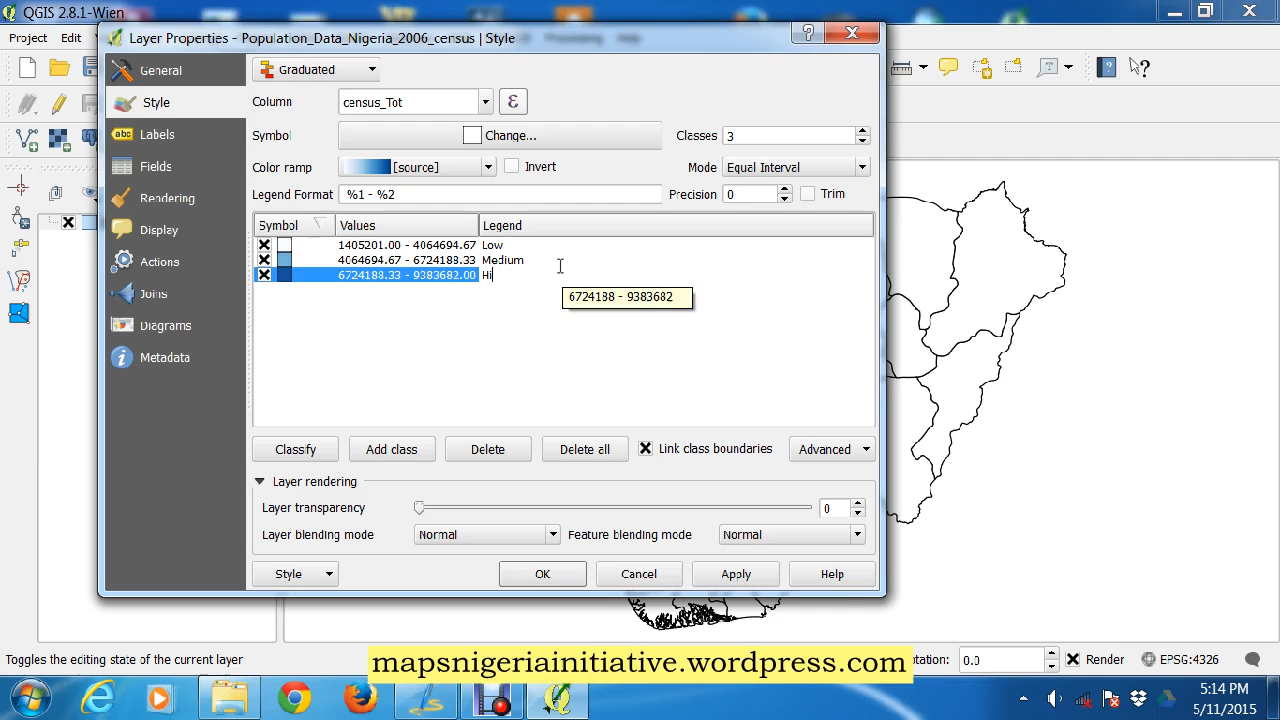 QGIS 2.8.1-Wien
Project Edit
Layer Properties - Population_Data_Nigeria_2006_census | Style
General
Style
Labels
abc
Fields
Rendering
Display
Actions
Joins
Diagrams
Metadata
Graduated
Column census_Tot ε
Symbol Change... Classes 3
Color ramp [source] Invert Mode Equal Interval
Legend Format %1 - %2 Precision 0 Trim
Symbol Values Legend
1405201.00 - 4064694.67 Low
4064694.67 - 6724188.33 Medium
6724188.33 - 9383682.00 Hi
6724188 - 9383682
Classify Add class Delete Delete all Link class boundaries Advanced
Layer rendering
Layer transparency 0
Layer blending mode Normal Feature blending mode Normal
Style OK Cancel Apply Help
Toggles the editing state of the current layer
0.0 Render EPSG:4326
mapsnigeriainitiative.wordpress.com
5:14 PM
5/11/2015